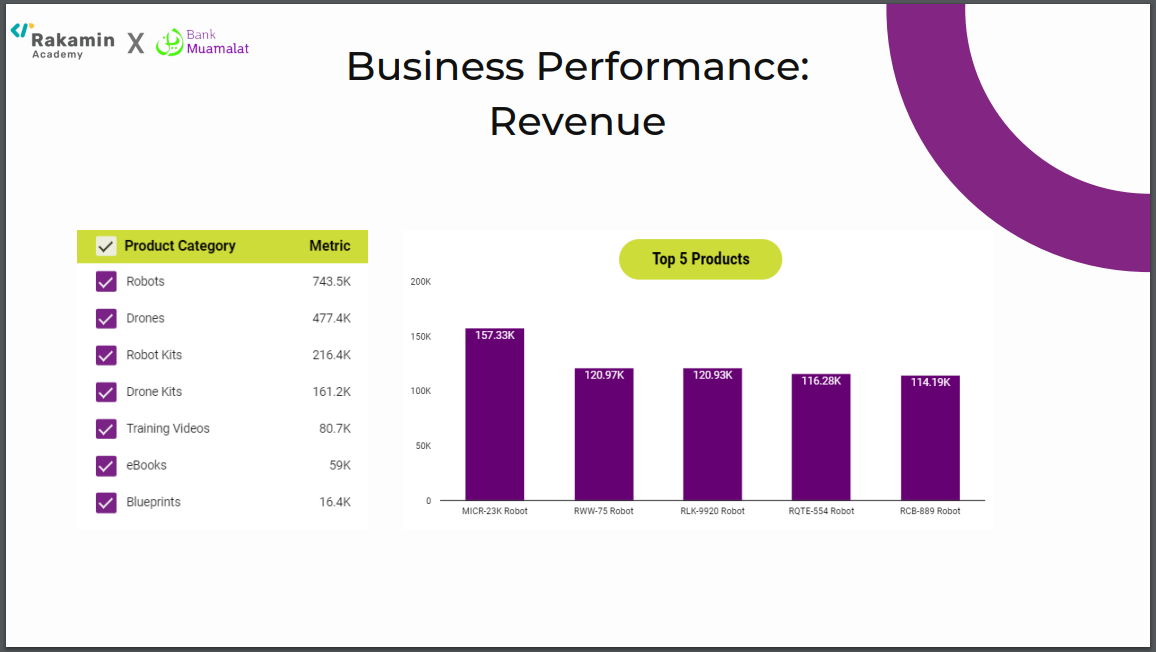 Rakamin
Academy
X
Bank
Muamalat
Business Performance:
Revenue
Product Category Metric
Robots 743.5K
Drones 477.4K
Robot Kits 216.4K
Drone Kits 161.2K
Training Videos 80.7K
eBooks 59K
Blueprints 16.4K
Top 5 Products
200K
150K
100K
50K
0
157.33K 120.97K 120.93K 116.28K 114.19K
MICR-23K Robot RWW-75 Robot RLK-9920 Robot RQTE-554 Robot RCB-889 Robot